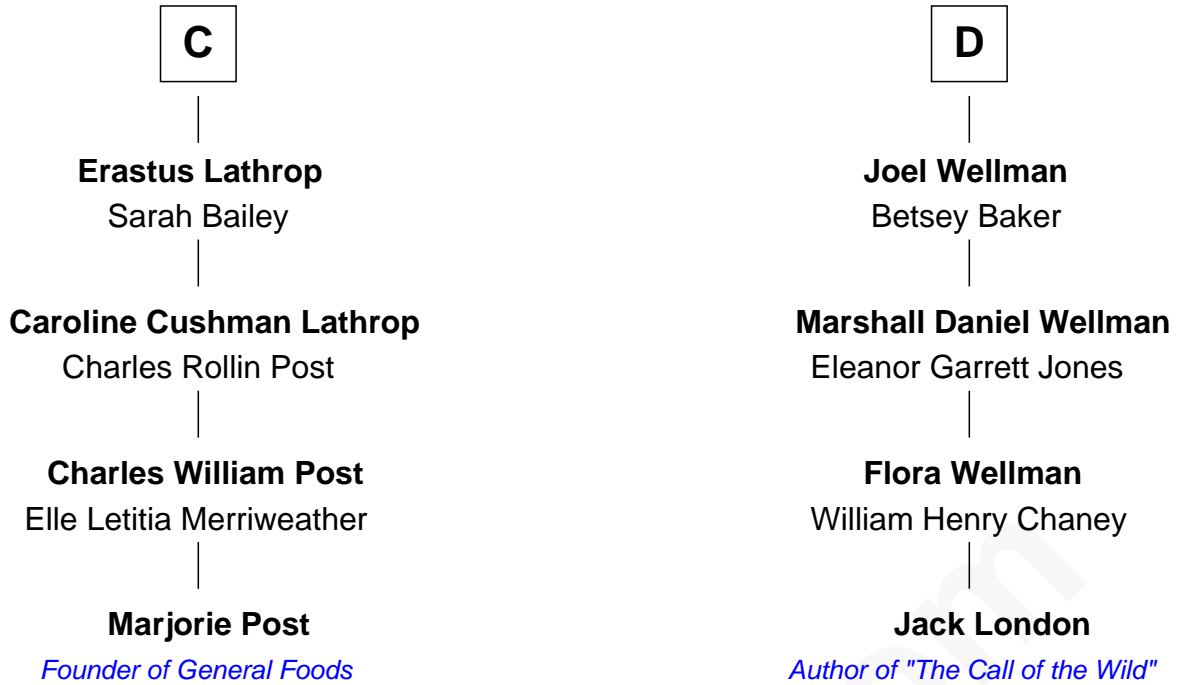 C
Erastus Lathrop
Sarah Bailey
Caroline Cushman Lathrop
Charles Rollin Post
Charles William Post
Elle Letitia Merriweather
Marjorie Post
Founder of General Foods
D
Joel Wellman
Betsey Baker
Marshall Daniel Wellman
Eleanor Garrett Jones
Flora Wellman
William Henry Chaney
Jack London
Author of "The Call of the Wild"